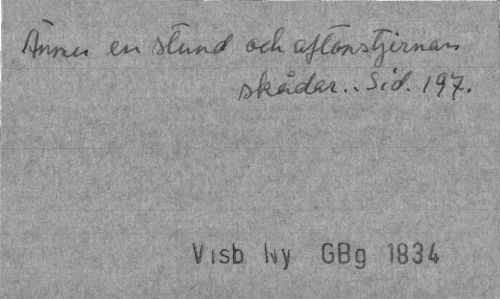 Ännu en stund och aftonstjernan
skådar.. Sid. 197.
Visb Ny GBg 1834